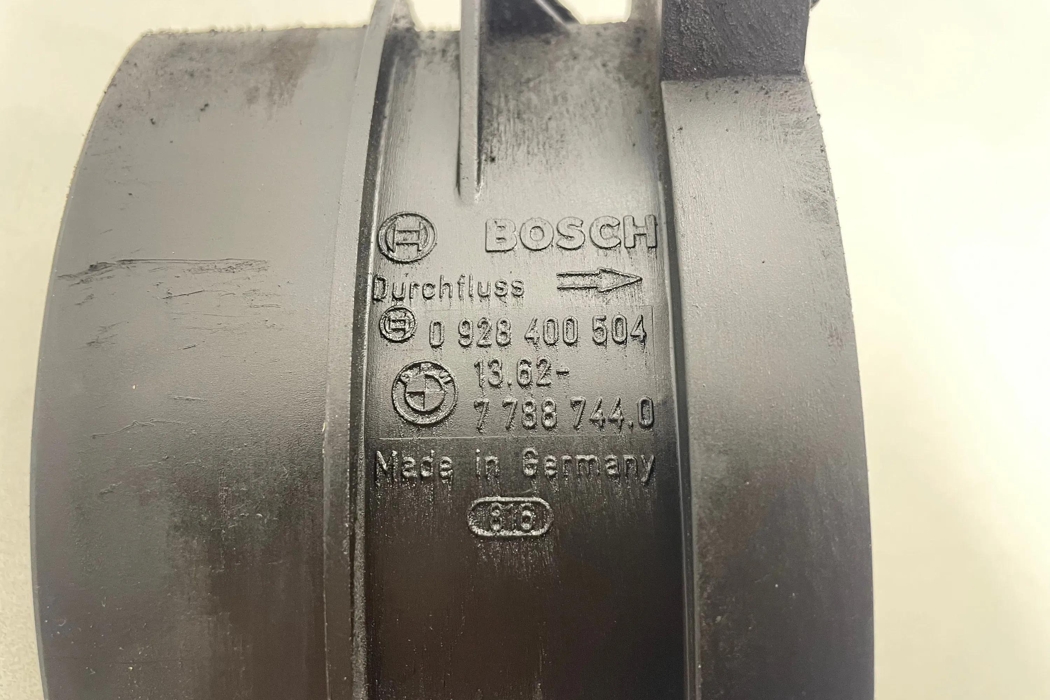 BOSCH
Durchfluss
0 928 400 504
13.62-
7 788 744.0
Made in Germany
816